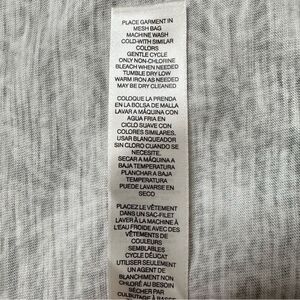 PLACE GARMENT IN
MESH BAG
MACHINE WASH
COLD-WITH SIMILAR
COLORS
GENTLE CYCLE
ONLY NON-CHLORINE
BLEACH WHEN NEEDED
TUMBLE DRY LOW
WARM IRON AS NEEDED
MAY BE DRY CLEANED
COLOQUE LA PRENDA
EN LA BOLSA DE MALLA
LAVAR A MÁQUINA CON
AGUA FRIA EN
CICLO SUAVE CON
COLORES SIMILARES,
USAR BLANQUEADOR
SIN CLORO CUANDO SE
NECESITE.
SECAR A MÁQUINA A
BAJA TEMPERATURA
PLANCHAR A BAJA
TEMPERATURA
PUEDE LAVARSE EN
SECO
PLACEZ LE VÊTEMENT
DANS UN SAC-FILET
LAVER À LA MACHINE À
L'EAU FROIDE AVEC DES
VÊTEMENTS DE
COULEURS
SEMBLABLES
CYCLE DÉLICAT
UTILISER SEULEMENT
UN AGENT DE
BLANCHIMENT NON
CHLORÉ AU BESOIN
SÉCHER PAR
CULBUTAGE À BASSE